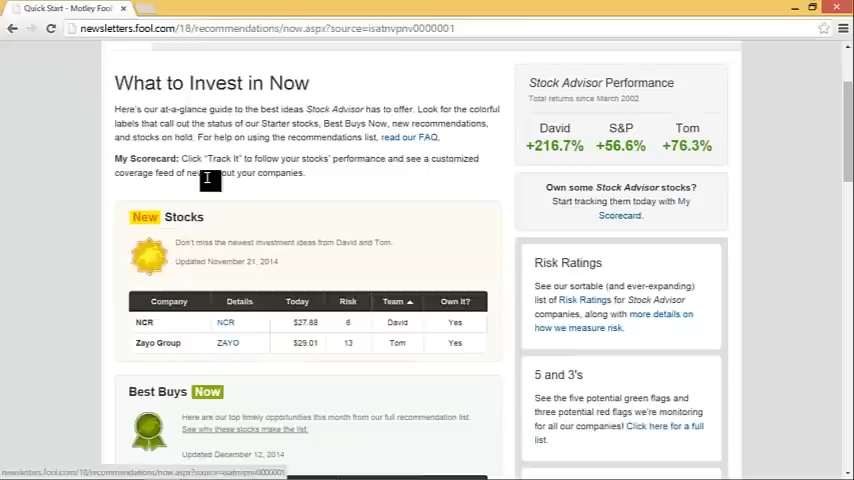 Quick Start - Motley Fool
newsletters.fool.com/18/recommendations/now.aspx?source=isatnvpnv0000001
What to Invest in Now
Here's our at-a-glance guide to the best ideas Stock Advisor has to offer. Look for the colorful
labels that call out the status of our Starter stocks, Best Buys Now, new recommendations,
and stocks on hold. For help on using the recommendations list, read our FAQ.
My Scorecard: Click "Track It" to follow your stocks' performance and see a customized
coverage feed of out your companies.
New Stocks
Don't miss the newest investment ideas from David and Tom.
Updated November 21, 2014
Company Details Today Risk Team Own It?
NCR NCR $27.88 6 David Yes
Zayo Group ZAYO $29.01 13 Tom Yes
Best Buys Now
Here are our top timely opportunities this month from our full recommendation list.
See why these stocks make the list.
Updated December 12, 2014
Stock Advisor Performance
Total returns since March 2002
David S&P Tom
+216.7% +56.6% +76.3%
Own some Stock Advisor stocks?
Start tracking them today with My
Scorecard.
Risk Ratings
See our sortable (and ever-expanding)
list of Risk Ratings for Stock Advisor
companies, along with more details on
how we measure risk.
5 and 3's
See the five potential green flags and
three potential red flags we're monitoring
for all our companies! Click here for a full
list.
newsletters.fool.com/18/recommendations/now.aspx?source=isatnvpnv0000001